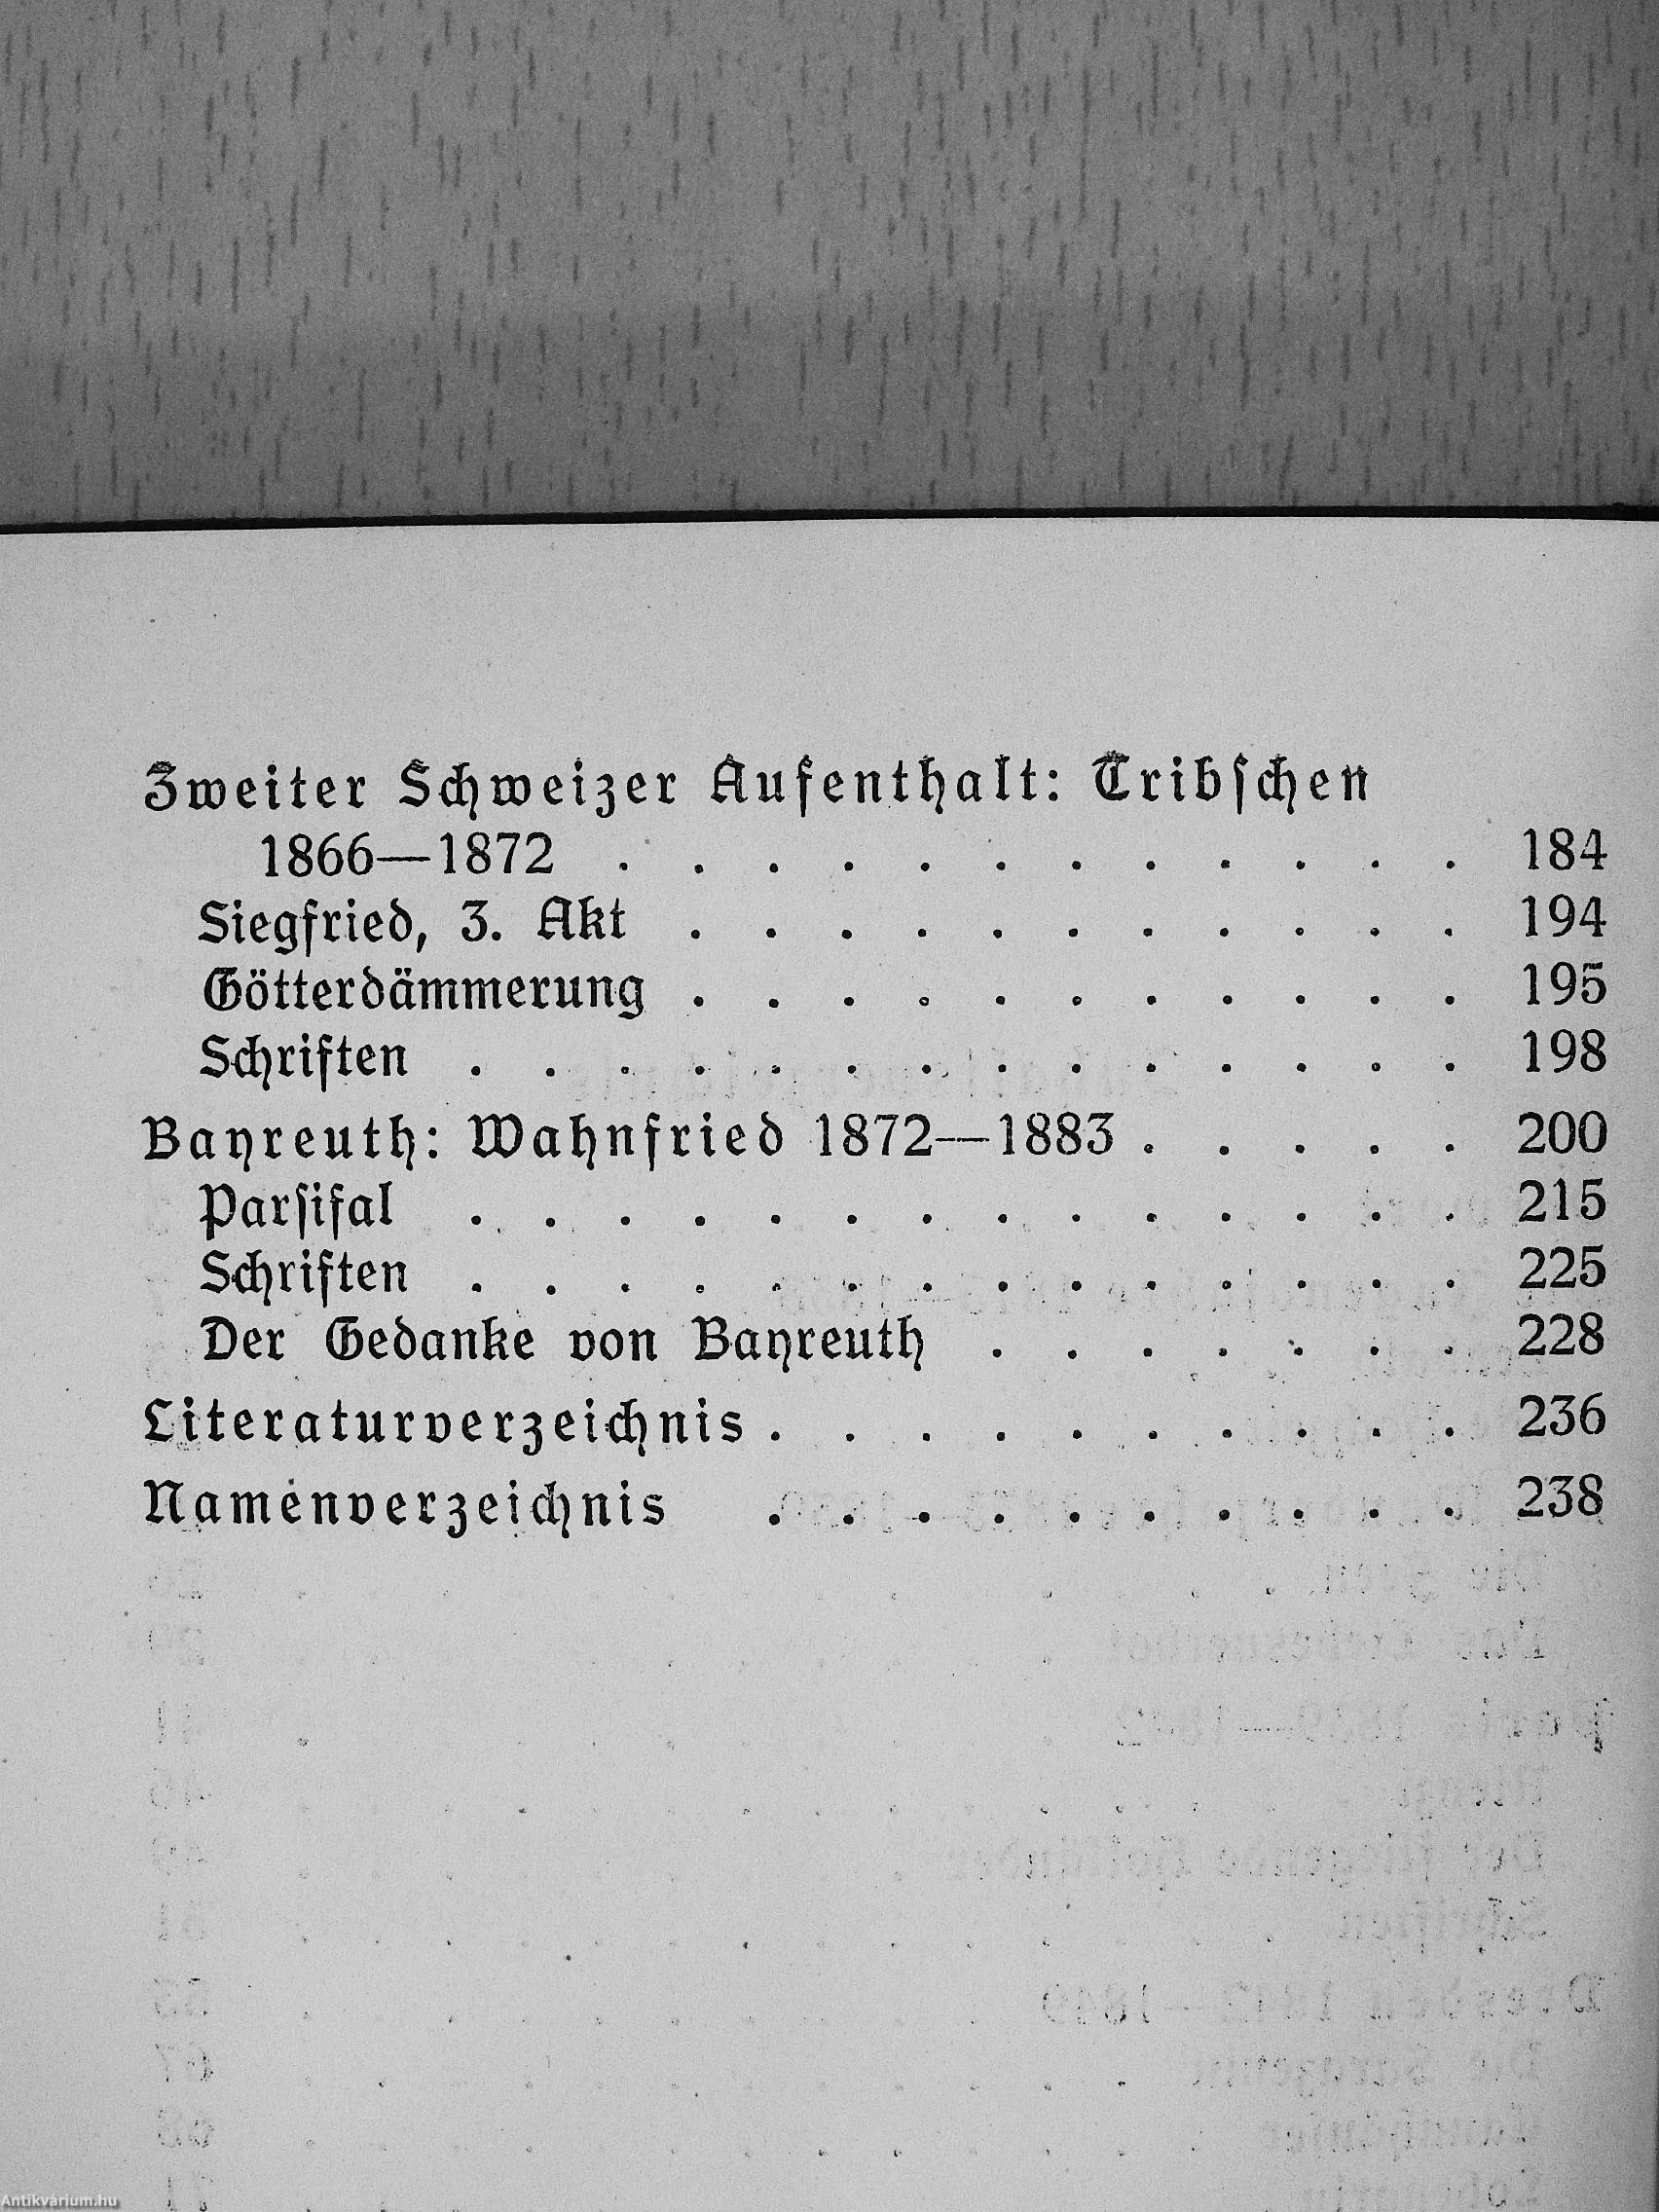 Zweiter Schweizer Aufenthalt: Tribschen
1866—1872 . . . . . . . . . . . . 184
Siegfried, 3. Akt . . . . . . . . . . . 194
Götterdämmerung . . . . . . . . . . . 195
Schriften . . . . . . . . . . . . . . 198
Bayreuth: Wahnfried 1872—1883 . . . . . 200
Parsifal . . . . . . . . . . . . . . 215
Schriften . . . . . . . . . . . . . . 225
Der Gedanke von Bayreuth . . . . . . . 228
Literaturverzeichnis . . . . . . . . . . 236
Namenverzeichnis . . . . . . . . . . 238
Antikvárium.hu